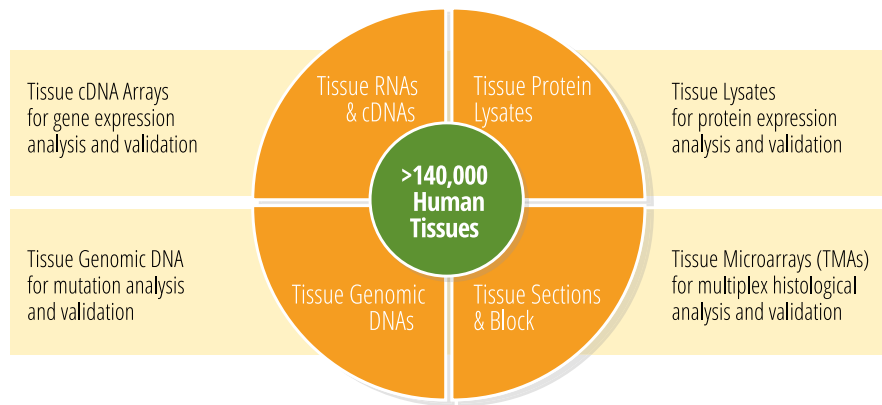 Tissue cDNA Arrays
for gene expression
analysis and validation
Tissue RNAs
& cDNAs
Tissue Protein
Lysates
Tissue Lysates
for protein expression
analysis and validation
>140,000
Human
Tissues
Tissue Genomic DNA
for mutation analysis
and validation
Tissue Genomic
DNAs
Tissue Sections
& Block
Tissue Microarrays (TMAs)
for multiplex histological
analysis and validation